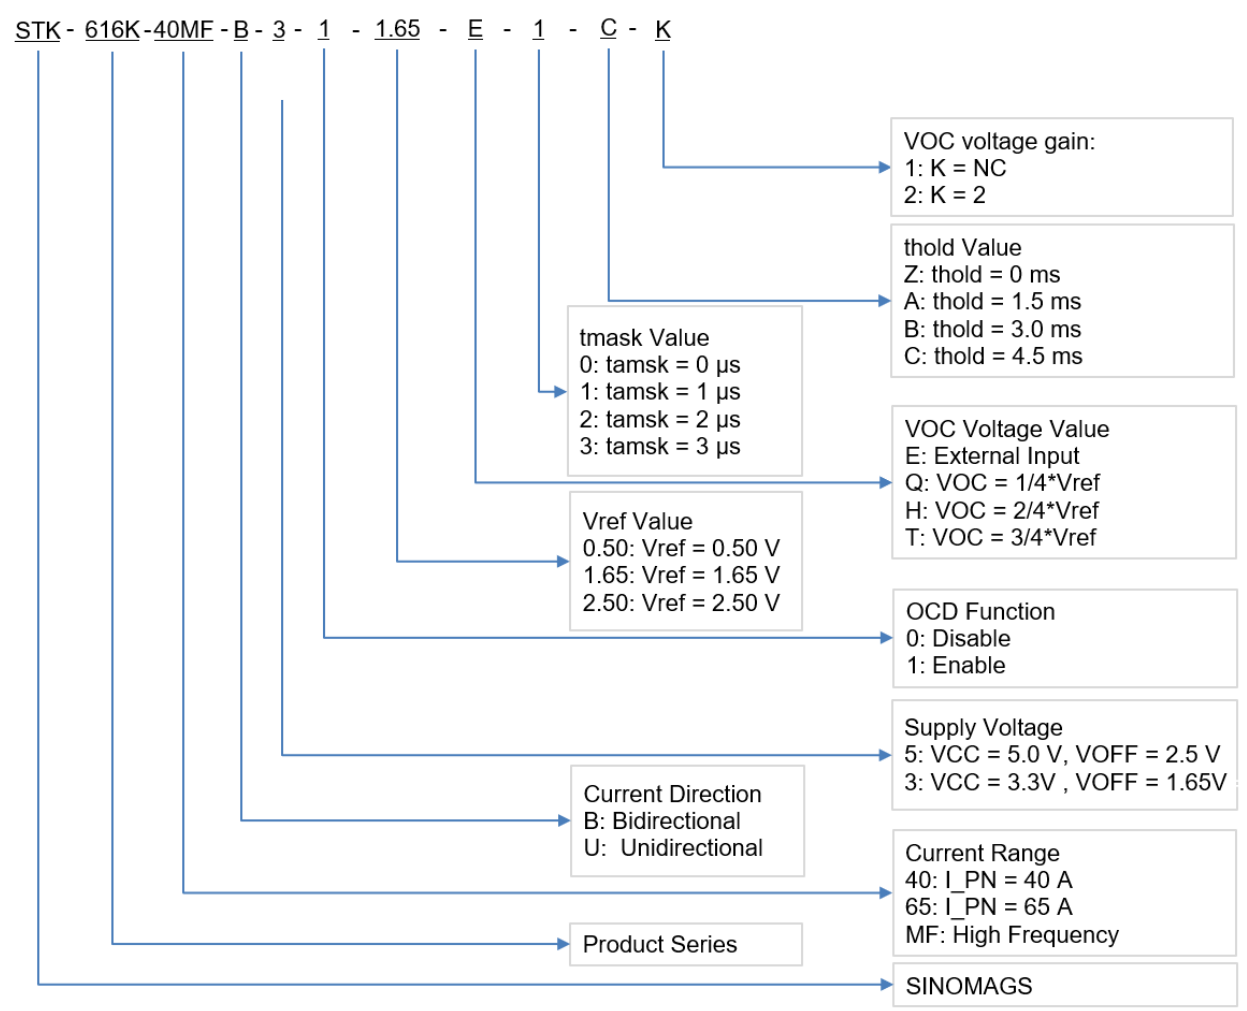 STK - 616K - 40MF - B - 3 - 1 - 1.65 - E - 1 - C - K
VOC voltage gain:
1: K = NC
2: K = 2
thold Value
Z: thold = 0 ms
A: thold = 1.5 ms
B: thold = 3.0 ms
C: thold = 4.5 ms
tmask Value
0: tamsk = 0 µs
1: tamsk = 1 µs
2: tamsk = 2 µs
3: tamsk = 3 µs
VOC Voltage Value
E: External Input
Q: VOC = 1/4*Vref
H: VOC = 2/4*Vref
T: VOC = 3/4*Vref
Vref Value
0.50: Vref = 0.50 V
1.65: Vref = 1.65 V
2.50: Vref = 2.50 V
OCD Function
0: Disable
1: Enable
Supply Voltage
5: VCC = 5.0 V, VOFF = 2.5 V
3: VCC = 3.3V , VOFF = 1.65V
Current Direction
B: Bidirectional
U: Unidirectional
Current Range
40: I_PN = 40 A
65: I_PN = 65 A
MF: High Frequency
Product Series
SINOMAGS